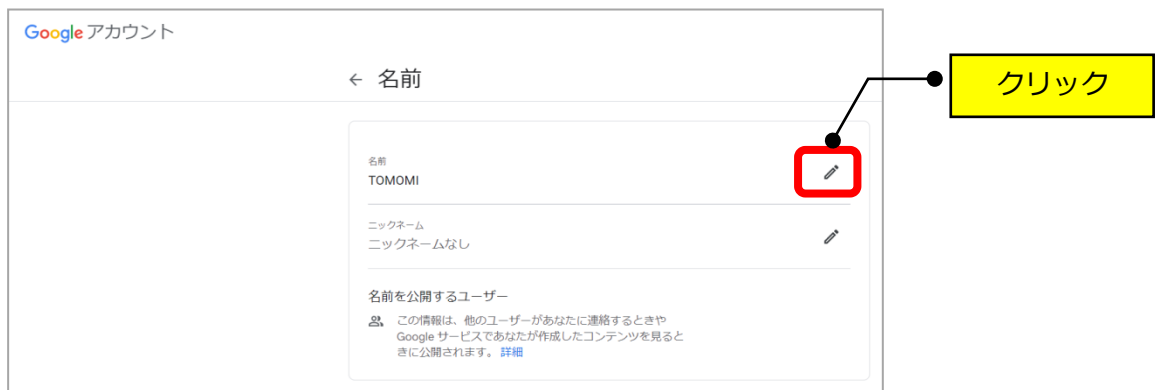 Google アカウント
← 名前
クリック
名前
TOMOMI
ニックネーム
ニックネームなし
名前を公開するユーザー
この情報は、他のユーザーがあなたに連絡するときや
Google サービスであなたが作成したコンテンツを見ると
きに公開されます。 詳細